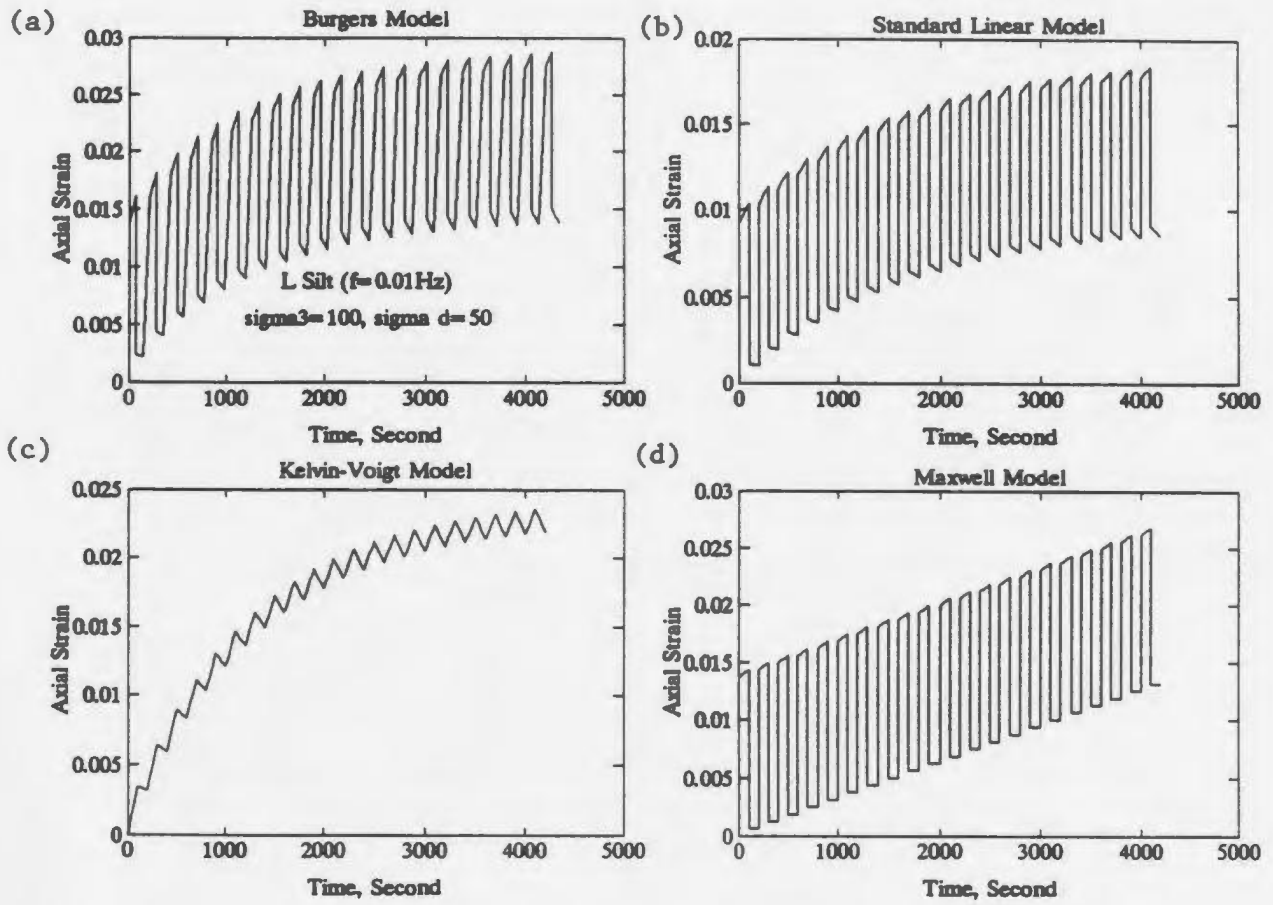 (a)
Burgers Model
0.03
0.025
0.02
0.015
0.01
0.005
0
Axial Strain
L Silt (f=0.01Hz)
sigma3=100, sigma d=50
0 1000 2000 3000 4000 5000
Time, Second
(b)
Standard Linear Model
0.02
0.015
0.01
0.005
0
Axial Strain
0 1000 2000 3000 4000 5000
Time, Second
(c)
Kelvin-Voigt Model
0.025
0.02
0.015
0.01
0.005
0
Axial Strain
0 1000 2000 3000 4000 5000
Time, Second
(d)
Maxwell Model
0.03
0.025
0.02
0.015
0.01
0.005
0
Axial Strain
0 1000 2000 3000 4000 5000
Time, Second